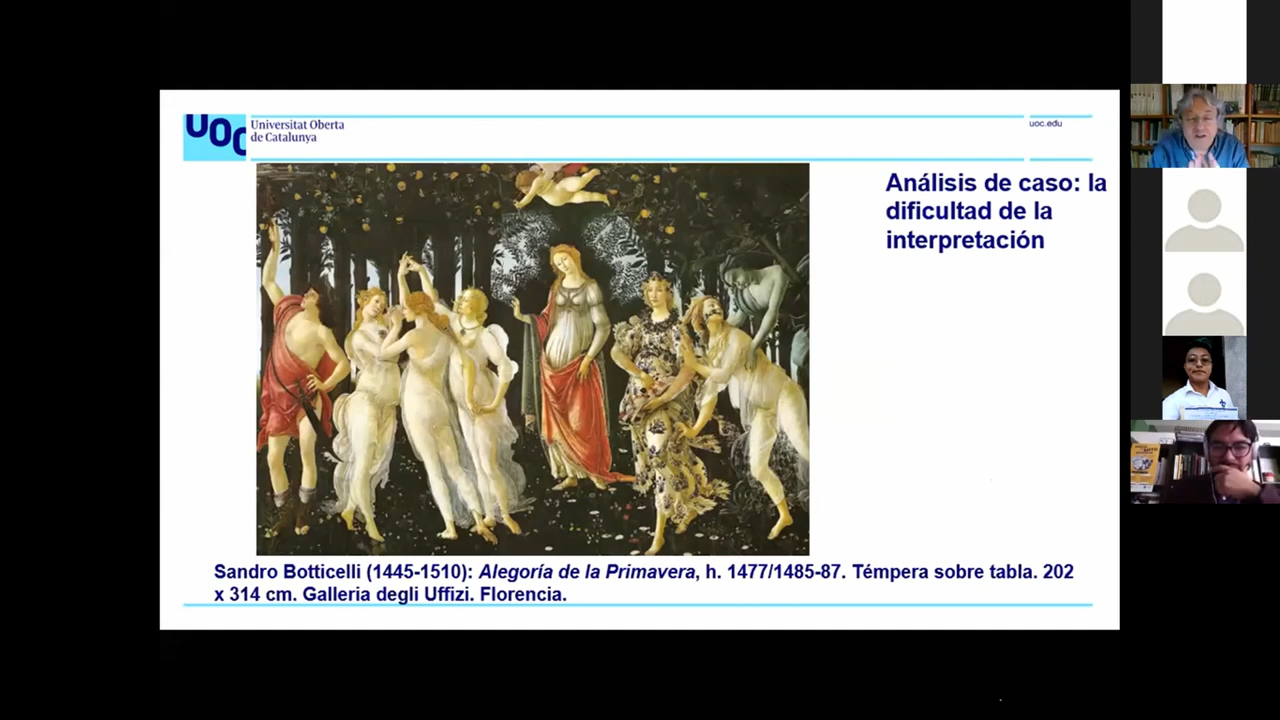 UOC
Universitat Oberta
de Catalunya
uoc.edu
Análisis de caso: la
dificultad de la
interpretación
Sandro Botticelli (1445-1510): Alegoría de la Primavera, h. 1477/1485-87. Témpera sobre tabla. 202
x 314 cm. Galleria degli Uffizi. Florencia.